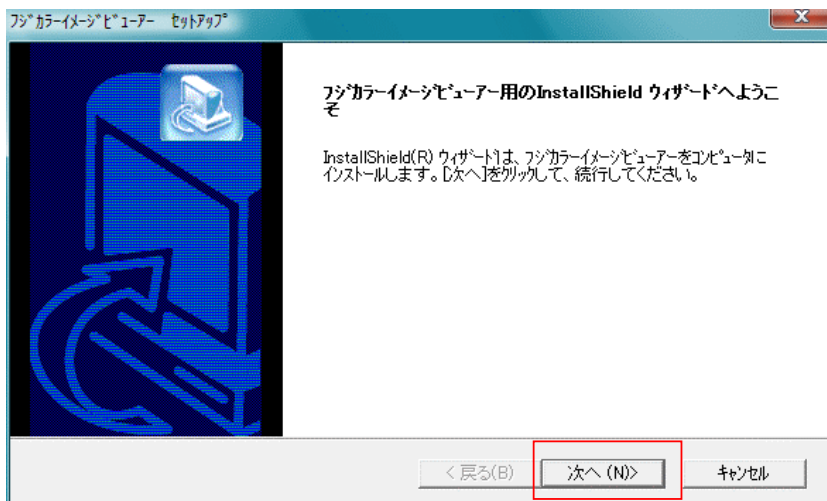 フジカラーイメージビューアー セットアップ
フジカラーイメージビューアー用のInstallShield ウィザードへようこ
そ
InstallShield(R) ウィザードは、フジカラーイメージビューアーをコンピュータに
インストールします。[次へ]をクリックして、続行してください。
< 戻る(B)
次へ (N)>
キャンセル